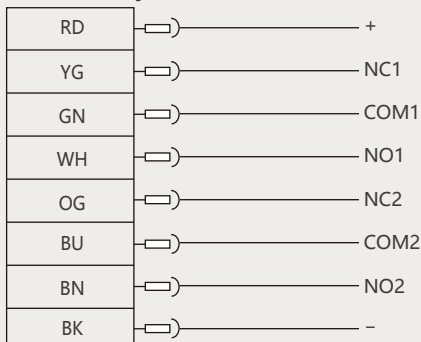 RD +
YG NC1
GN COM1
WH NO1
OG NC2
BU COM2
BN NO2
BK −